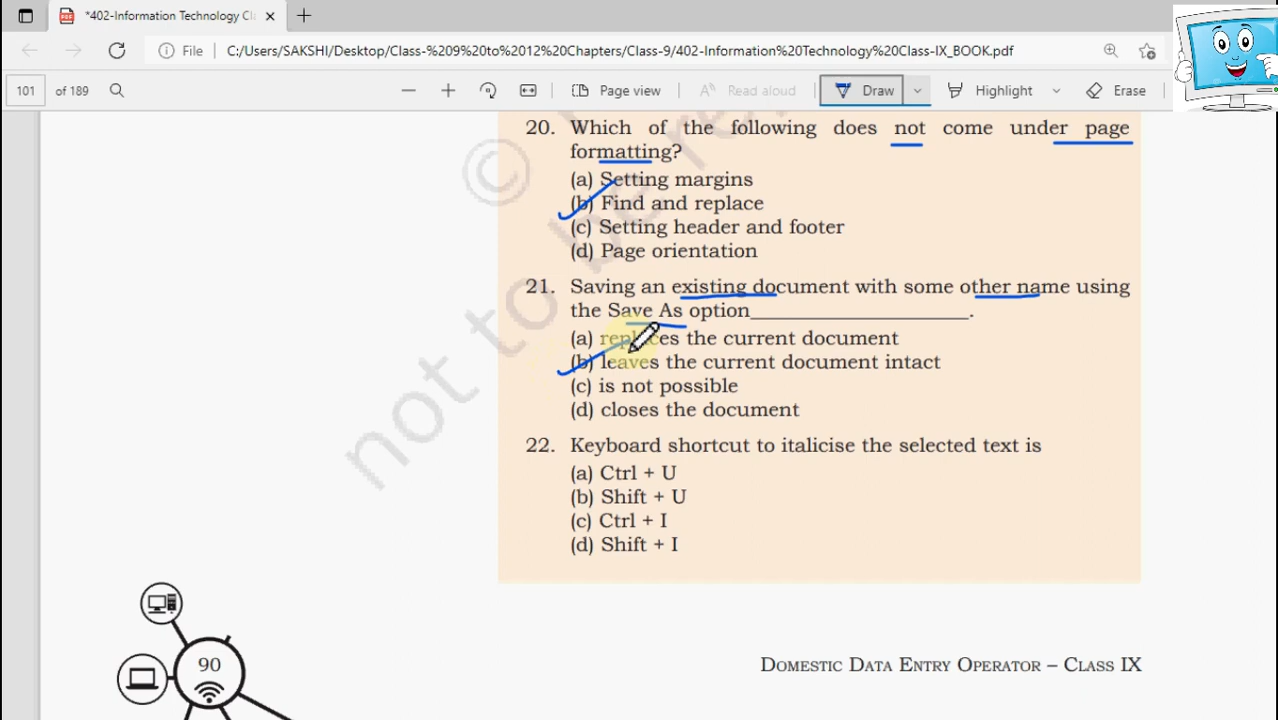 *402-Information Technology Cl
File
C:/Users/SAKSHI/Desktop/Class-%209%20to%2012%20Chapters/Class-9/402-Information%20Technology%20Class-IX_BOOK.pdf
101
of 189
Page view
Read aloud
Draw
Highlight
Erase
20. Which of the following does not come under page
formatting?
(a) Setting margins
(b) Find and replace
(c) Setting header and footer
(d) Page orientation
21. Saving an existing document with some other name using
the Save As option____________________.
(a) replaces the current document
(b) leaves the current document intact
(c) is not possible
(d) closes the document
22. Keyboard shortcut to italicise the selected text is
(a) Ctrl + U
(b) Shift + U
(c) Ctrl + I
(d) Shift + I
not to be re
©
90
DOMESTIC DATA ENTRY OPERATOR – CLASS IX